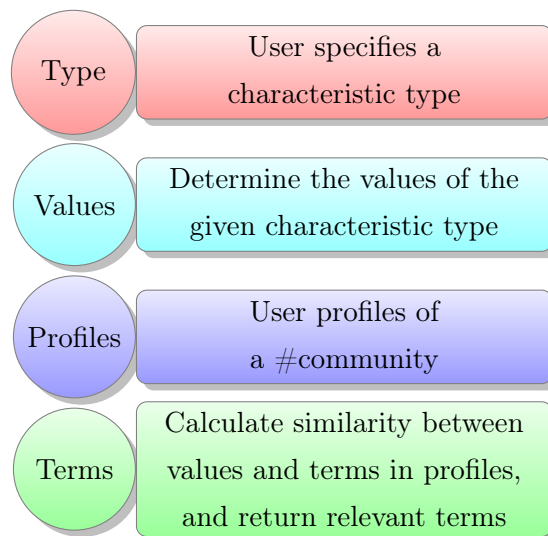 Type
User specifies a
characteristic type
Values
Determine the values of the
given characteristic type
Profiles
User profiles of
a #community
Terms
Calculate similarity between
values and terms in profiles,
and return relevant terms